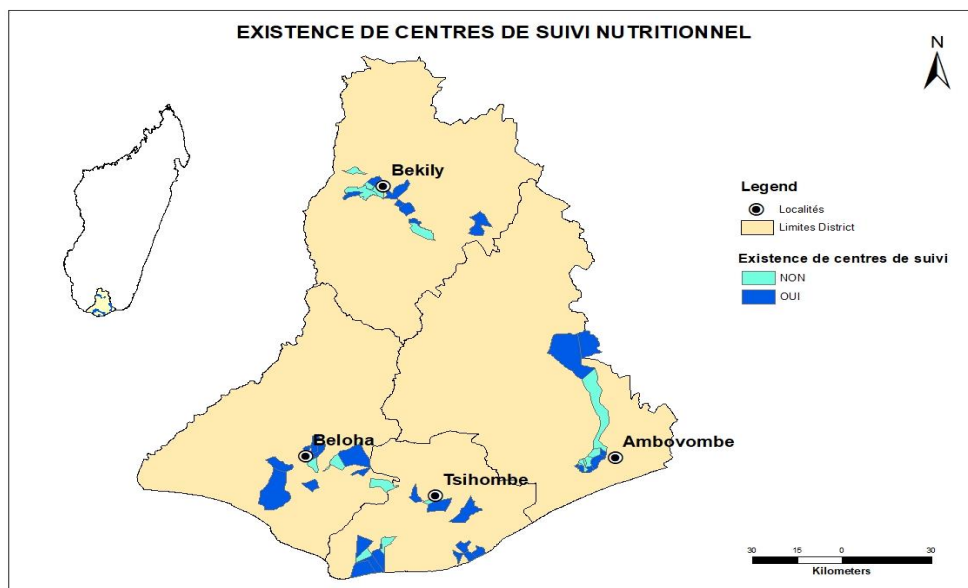 EXISTENCE DE CENTRES DE SUIVI NUTRITIONNEL
N
Bekily
Legend
Localités
Limites District
Existence de centres de suivi
NON
OUI
Beloha
Ambovombe
Tsihombe
30 15 0 30
Kilometers